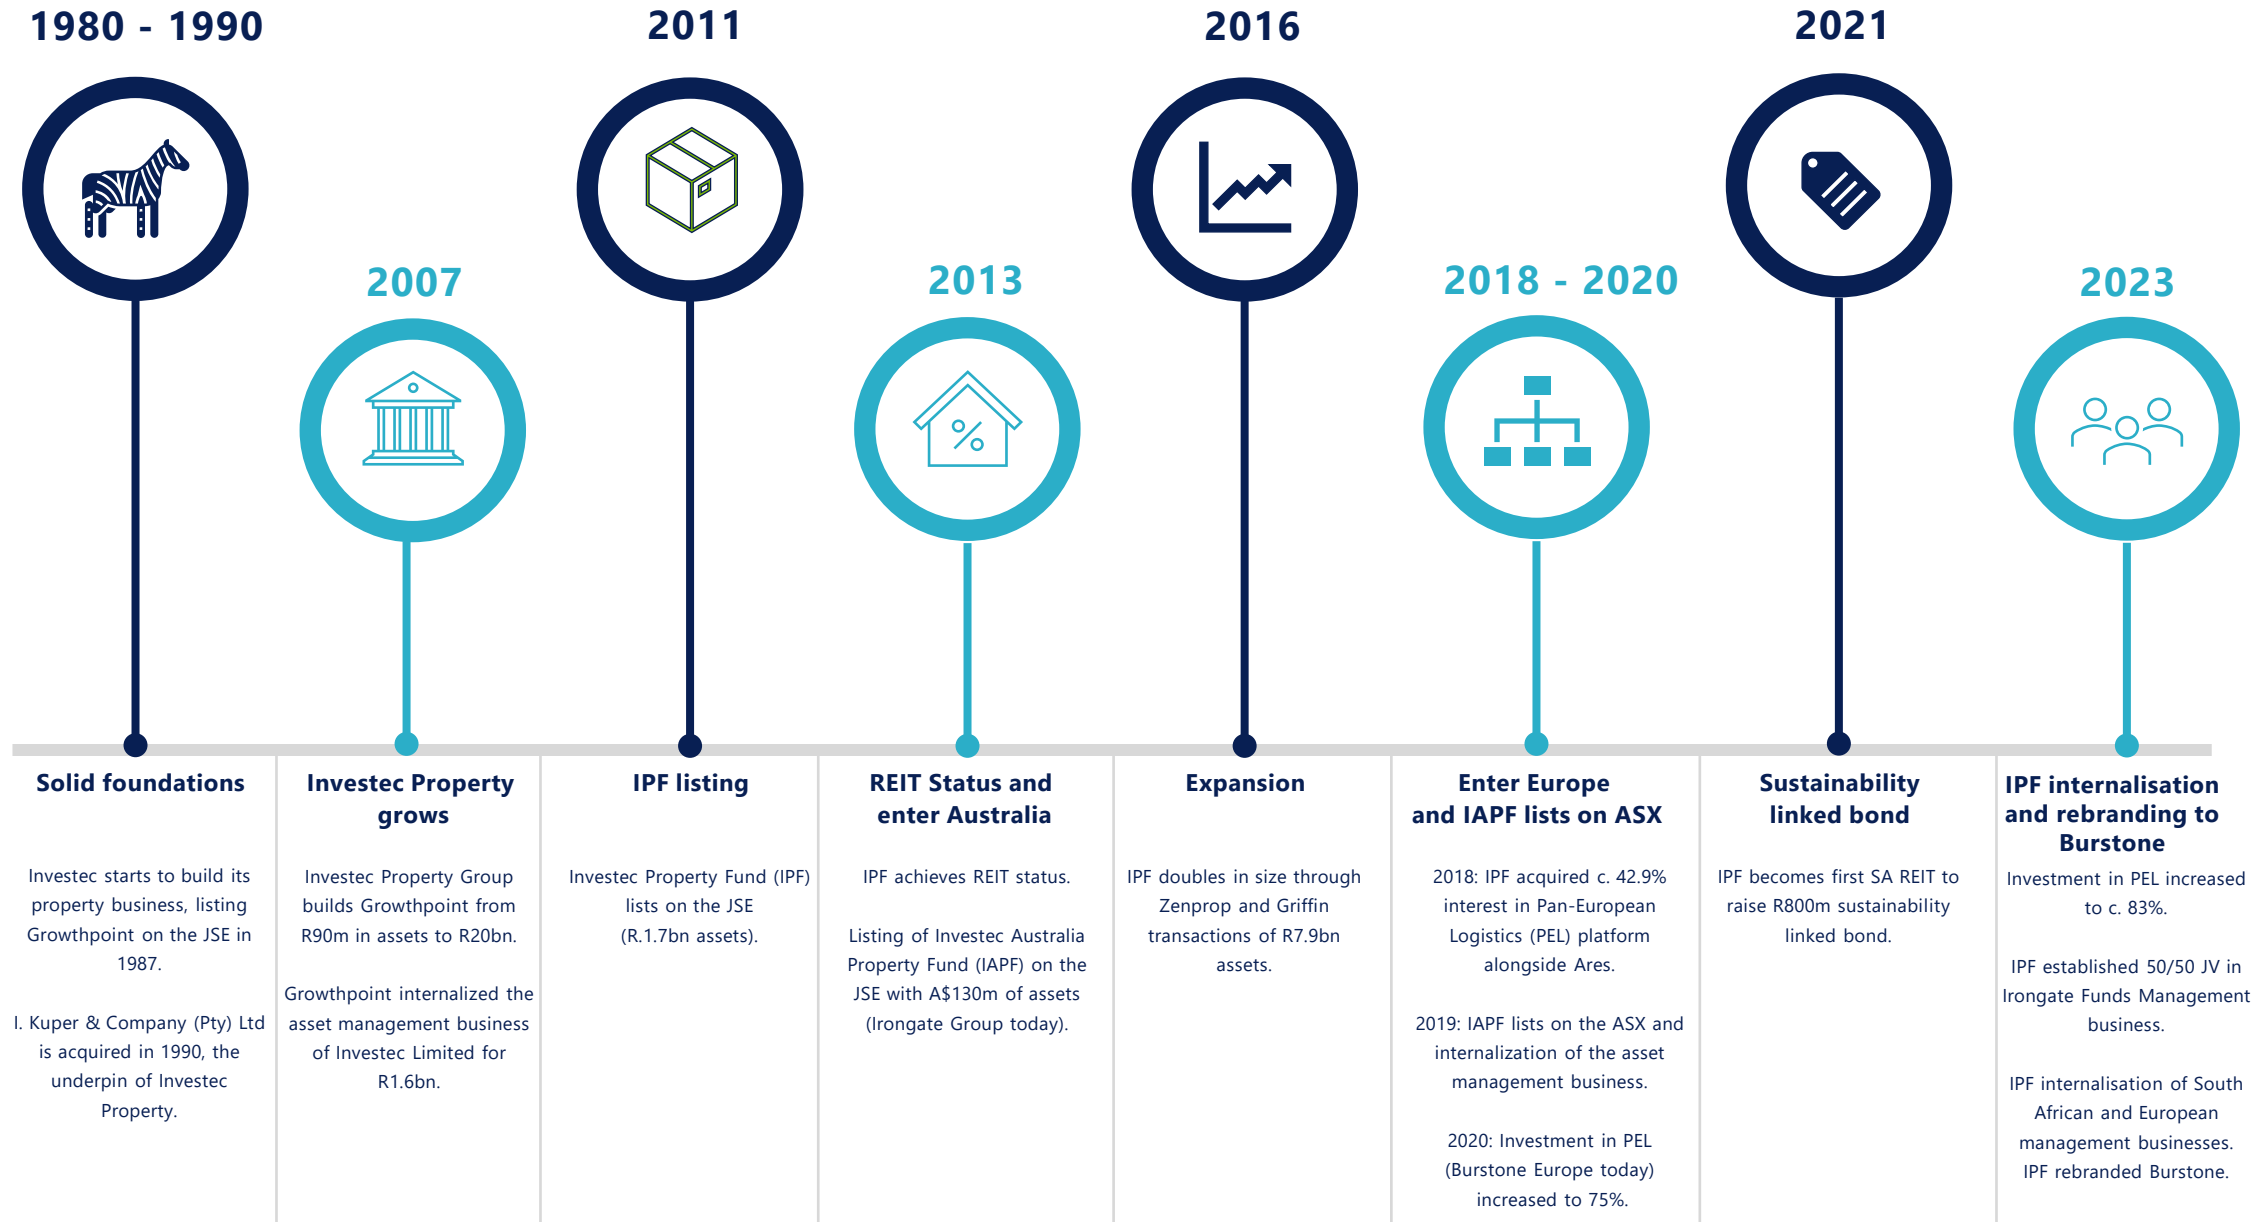 1980 - 1990
Solid foundations
Investec starts to build its
property business, listing
Growthpoint on the JSE in
1987.
I. Kuper & Company (Pty) Ltd
is acquired in 1990, the
underpin of Investec
Property.
2007
Investec Property
grows
Investec Property Group
builds Growthpoint from
R90m in assets to R20bn.
Growthpoint internalized the
asset management business
of Investec Limited for
R1.6bn.
2011
IPF listing
Investec Property Fund (IPF)
lists on the JSE
(R.1.7bn assets).
2013
REIT Status and
enter Australia
IPF achieves REIT status.
Listing of Investec Australia
Property Fund (IAPF) on the
JSE with A$130m of assets
(Irongate Group today).
2016
Expansion
IPF doubles in size through
Zenprop and Griffin
transactions of R7.9bn
assets.
2018 - 2020
Enter Europe
and IAPF lists on ASX
2018: IPF acquired c. 42.9%
interest in Pan-European
Logistics (PEL) platform
alongside Ares.
2019: IAPF lists on the ASX and
internalization of the asset
management business.
2020: Investment in PEL
(Burstone Europe today)
increased to 75%.
2021
Sustainability
linked bond
IPF becomes first SA REIT to
raise R800m sustainability
linked bond.
2023
IPF internalisation
and rebranding to
Burstone
Investment in PEL increased
to c. 83%.
IPF established 50/50 JV in
Irongate Funds Management
business.
IPF internalisation of South
African and European
management businesses.
IPF rebranded Burstone.